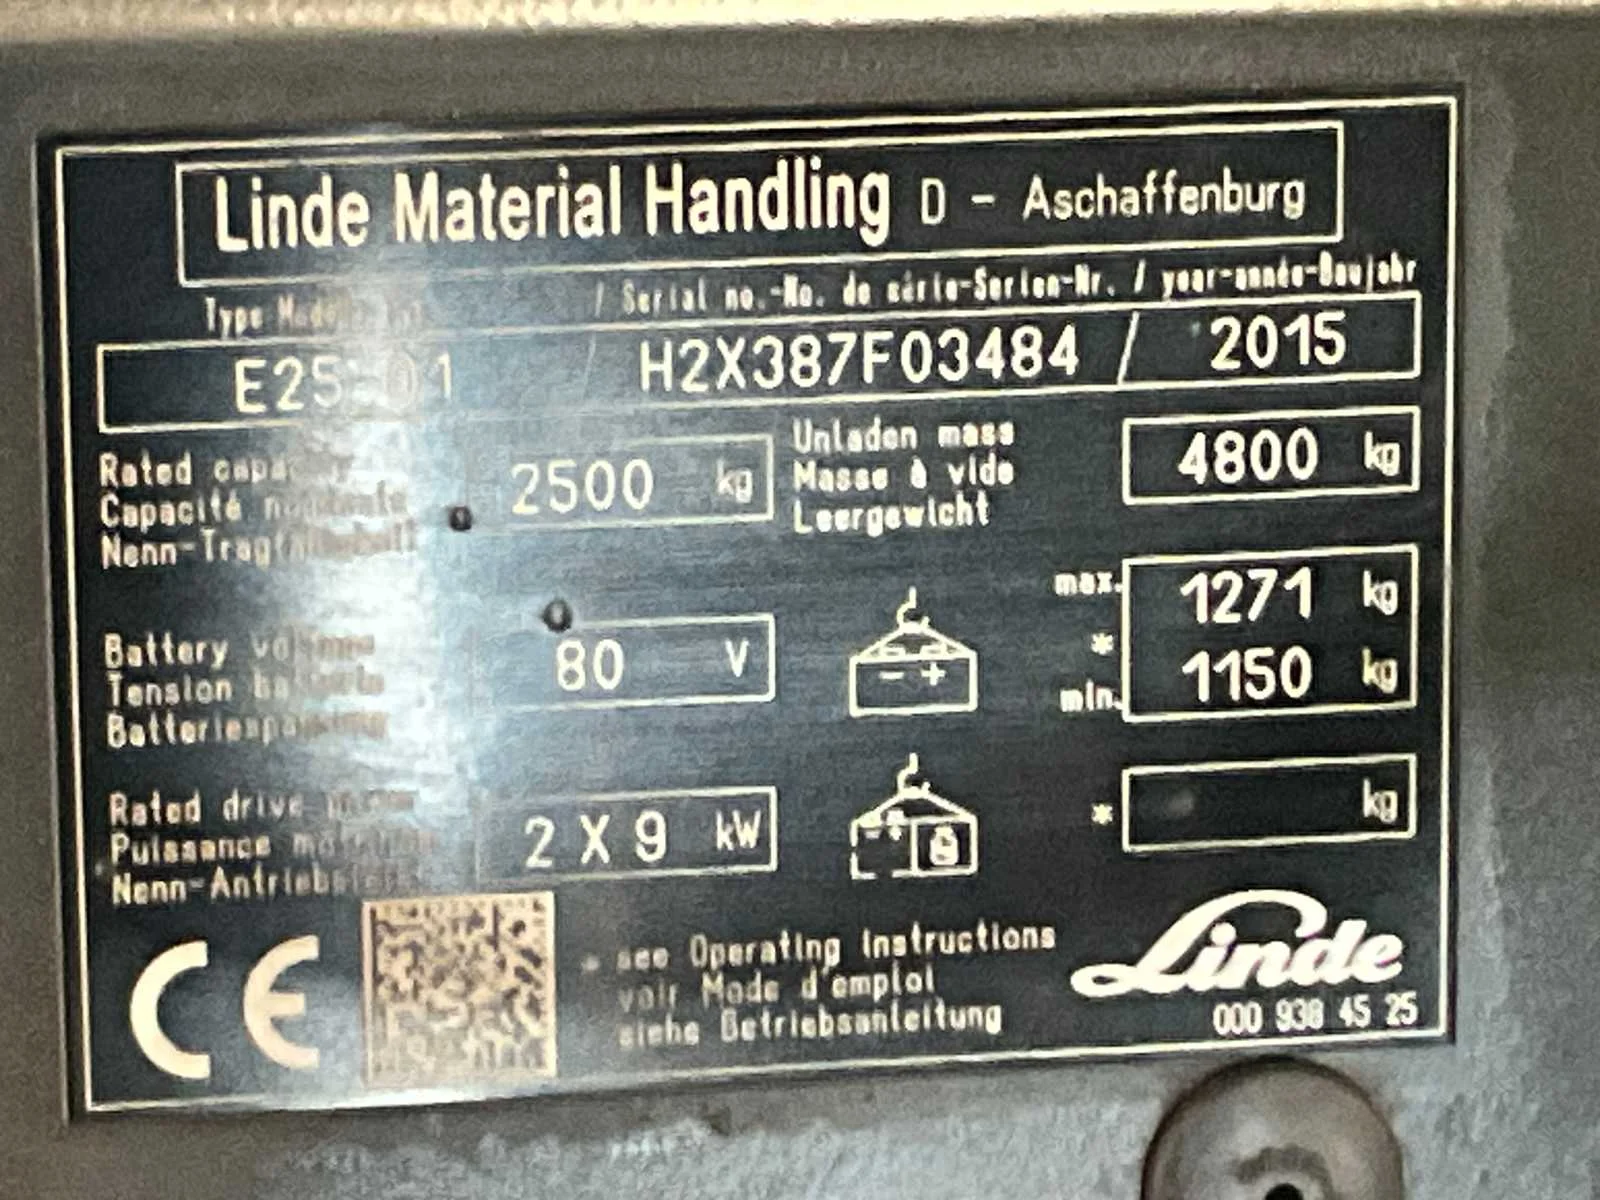 Linde Material Handling D - Aschaffenburg
Type / Serial no.-No. de série-Serien-Nr. / year-année-Baujahr
H2X387F03484 / 2015
Rated
Capacité
2500 kg
Unladen mass
Masse à vide
Leergewicht
4800 kg
Battery
Tension
80 V
- +
max. 1271 kg
*
min. 1150 kg
Rated drive
Puissance
2 X 9 kW
- +
* kg
CE
* see Operating Instructions
voir Mode d'emploi
siehe Betriebsanleitung
Linde
000 938 45 25